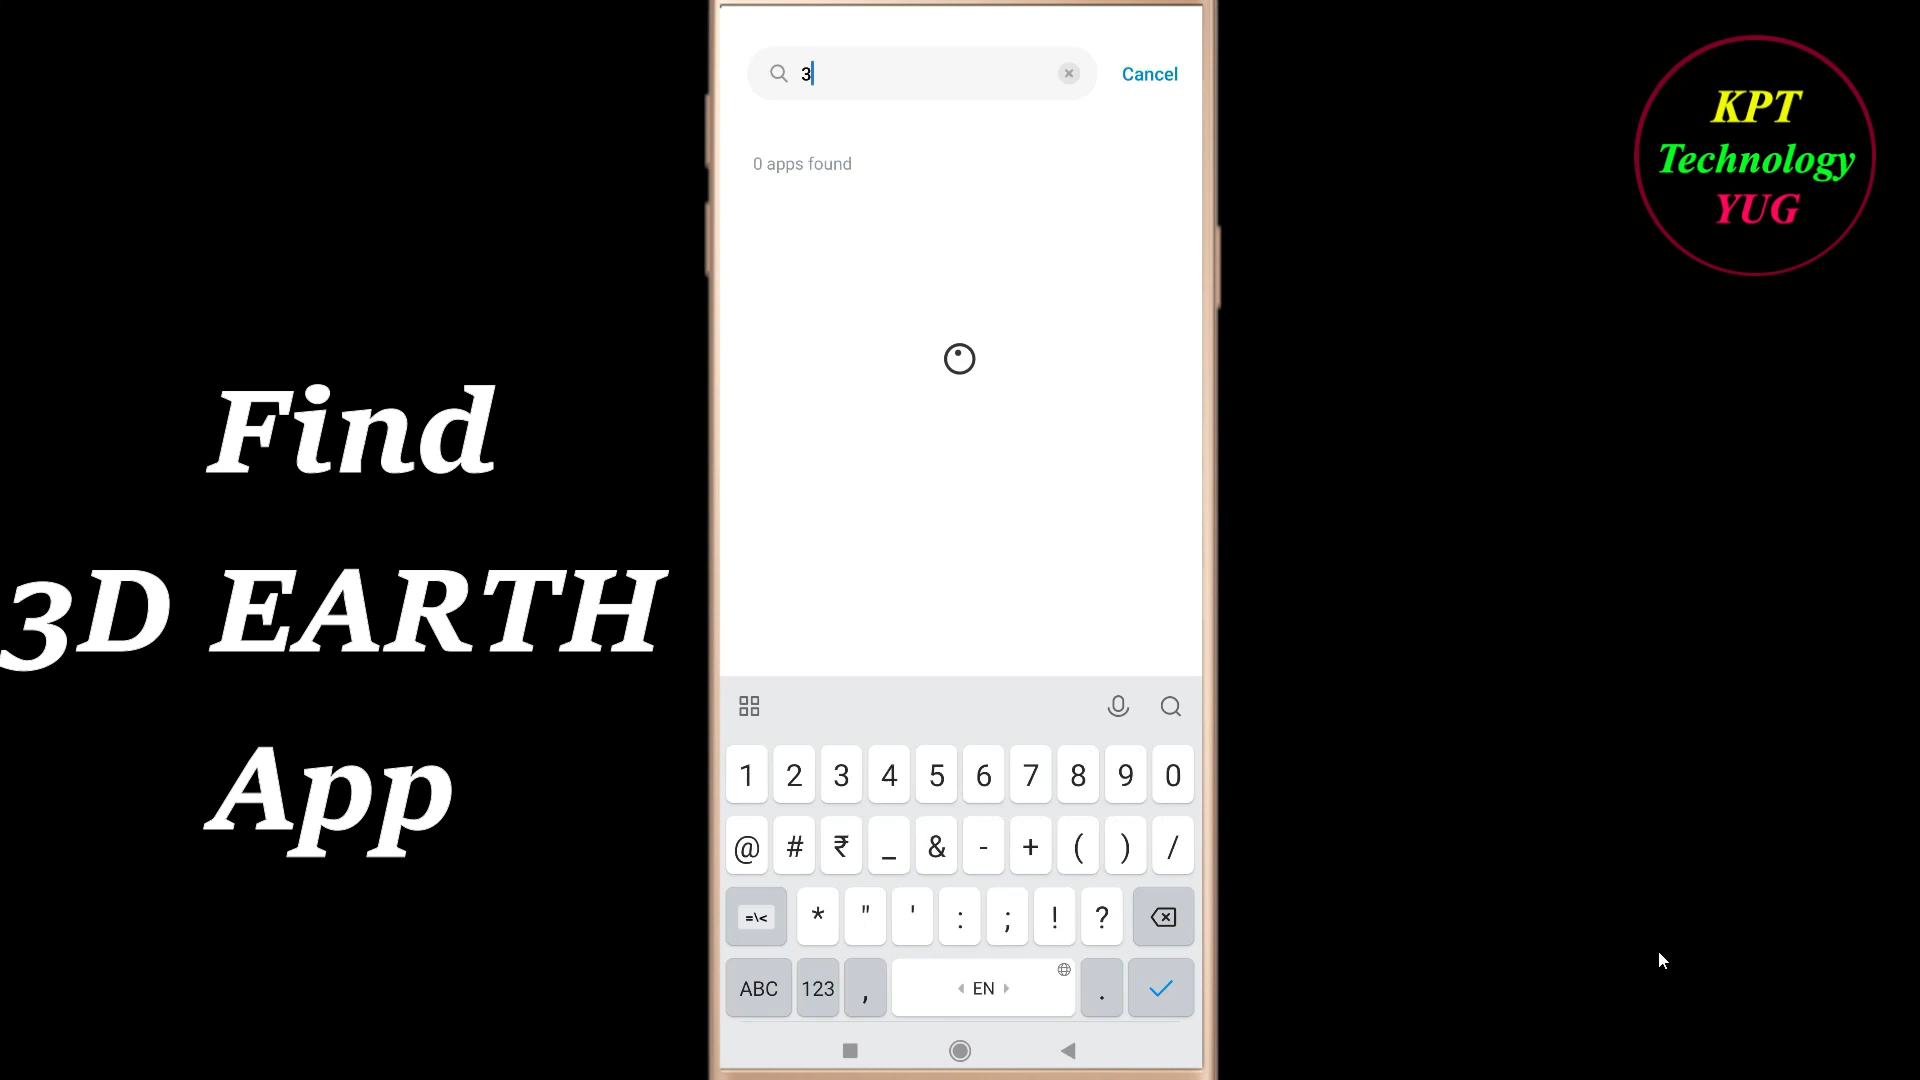 3
Cancel
0 apps found
KPT
Technology
YUG
Find
3D EARTH
App
1 2 3 4 5 6 7 8 9 0
@ # ₹ _ & - + ( ) /
=\< * " ' : ; ! ?
ABC 123 , EN .